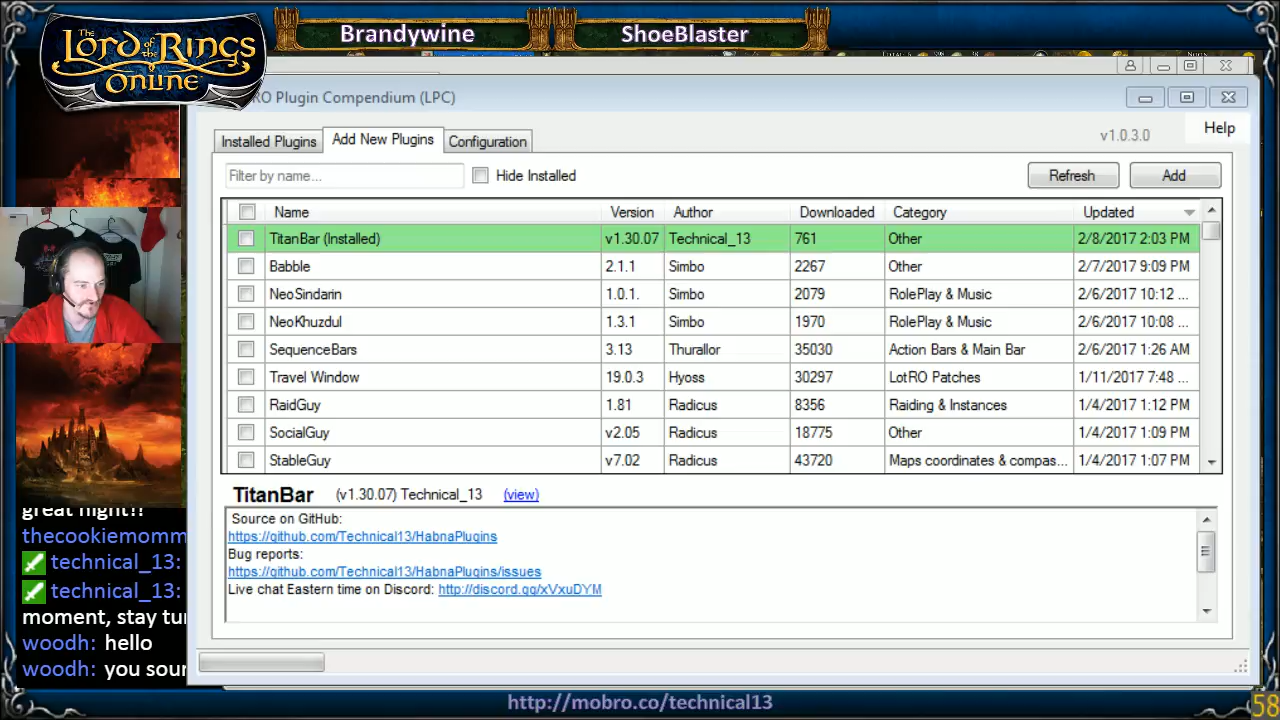 Brandywine
ShoeBlaster
The
Lord of the Rings
Online
RO Plugin Compendium (LPC)
Help
Installed Plugins
Add New Plugins
Configuration
v1.0.3.0
Filter by name...
Hide Installed
Refresh
Add
Name Version Author Downloaded Category Updated
TitanBar (Installed) v1.30.07 Technical_13 761 Other 2/8/2017 2:03 PM
Babble 2.1.1 Simbo 2267 Other 2/7/2017 9:09 PM
NeoSindarin 1.0.1. Simbo 2079 RolePlay & Music 2/6/2017 10:12 ...
NeoKhuzdul 1.3.1 Simbo 1970 RolePlay & Music 2/6/2017 10:08 ...
SequenceBars 3.13 Thurallor 35030 Action Bars & Main Bar 2/6/2017 1:26 AM
Travel Window 19.0.3 Hyoss 30297 LotRO Patches 1/11/2017 7:48 ...
RaidGuy 1.81 Radicus 8356 Raiding & Instances 1/4/2017 1:12 PM
SocialGuy v2.05 Radicus 18775 Other 1/4/2017 1:09 PM
StableGuy v7.02 Radicus 43720 Maps coordinates & compas... 1/4/2017 1:07 PM
TitanBar (v1.30.07) Technical_13 (view)
Source on GitHub:
https://github.com/Technical13/HabnaPlugins
Bug reports:
https://github.com/Technical13/HabnaPlugins/issues
Live chat Eastern time on Discord: http://discord.gg/xVxuDYM
great night!!
thecookiemomm
technical_13:
technical_13:
moment, stay tur
woodh: hello
woodh: you sour
http://mobro.co/technical13
58